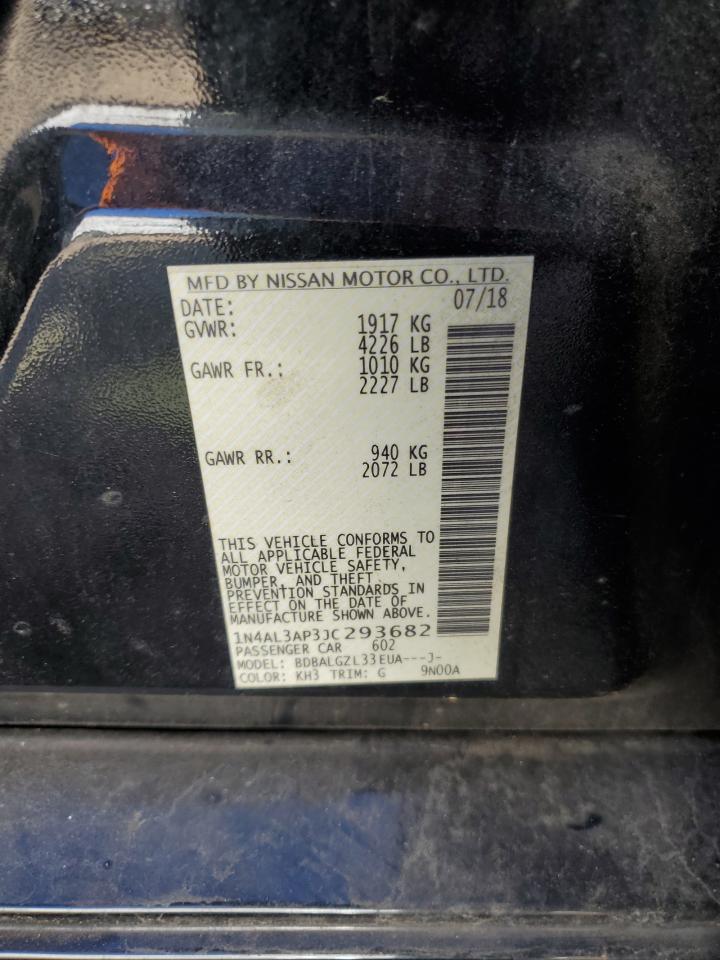 MFD BY NISSAN MOTOR CO., LTD.
DATE: 07/18
GVWR: 1917 KG
4226 LB
GAWR FR.: 1010 KG
2227 LB
GAWR RR.: 940 KG
2072 LB
THIS VEHICLE CONFORMS TO
ALL APPLICABLE FEDERAL
MOTOR VEHICLE SAFETY,
BUMPER, AND THEFT
PREVENTION STANDARDS IN
EFFECT ON THE DATE OF
MANUFACTURE SHOWN ABOVE.
1N4AL3AP3JC293682
PASSENGER CAR 602
MODEL: BDBALGZL33EUA---J-
COLOR: KH3 TRIM: G 9N00A